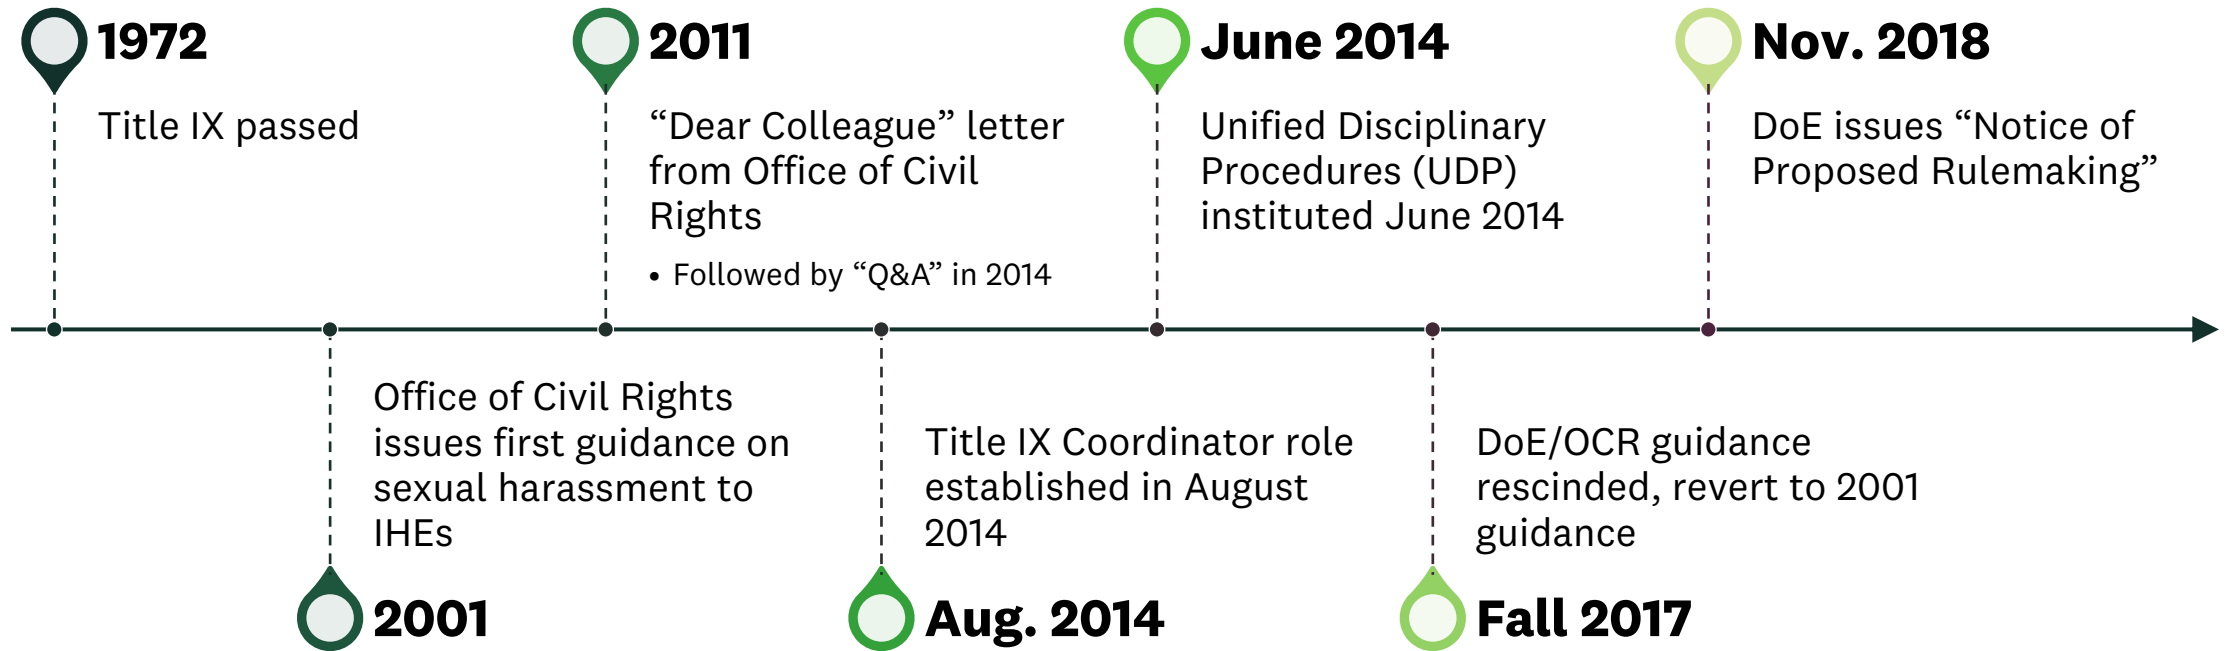 1972
Title IX passed
2011
“Dear Colleague” letter
from Office of Civil
Rights
• Followed by “Q&A” in 2014
June 2014
Unified Disciplinary
Procedures (UDP)
instituted June 2014
Nov. 2018
DoE issues “Notice of
Proposed Rulemaking”
Office of Civil Rights
issues first guidance on
sexual harassment to
IHEs
2001
Title IX Coordinator role
established in August
2014
Aug. 2014
DoE/OCR guidance
rescinded, revert to 2001
guidance
Fall 2017